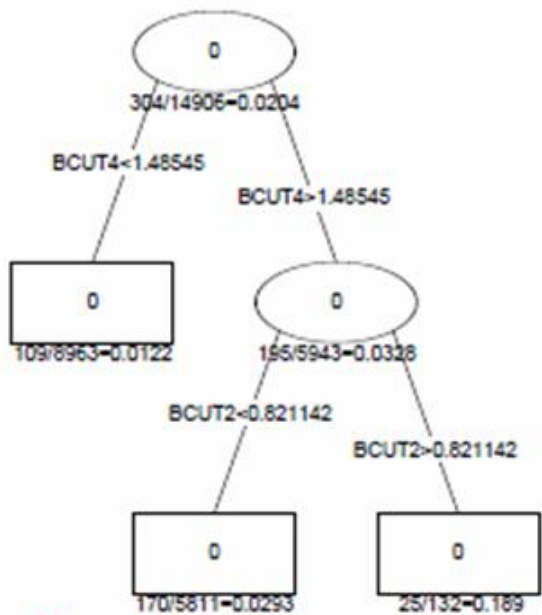 0
304/14906=0.0204
BCUT4<1.48545
BCUT4>1.48545
0
0
109/8963=0.0122
195/5943=0.0328
BCUT2<0.821142
BCUT2>0.821142
0
0
170/5811=0.0293
25/132=0.189